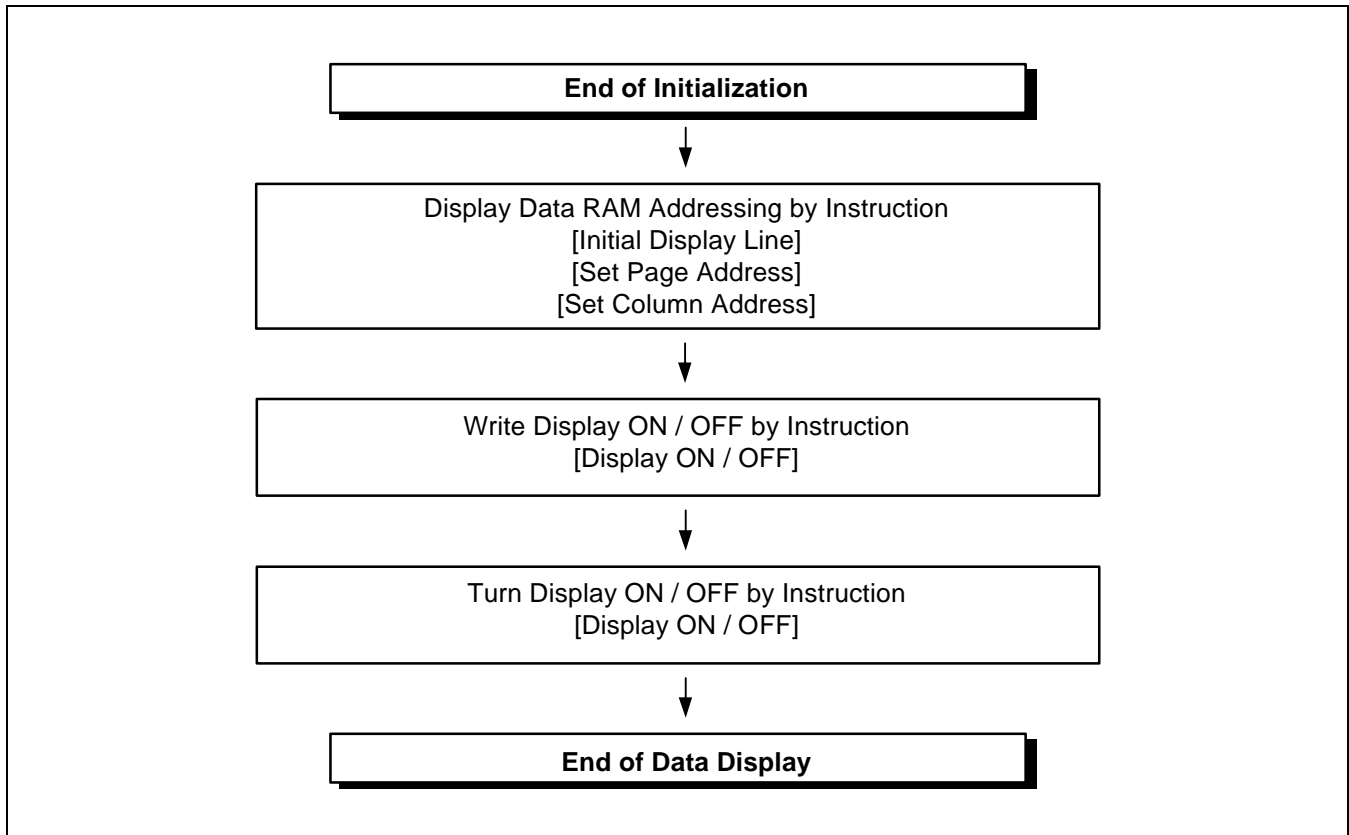 End of Initialization
Display Data RAM Addressing by Instruction
[Initial Display Line]
[Set Page Address]
[Set Column Address]
Write Display ON / OFF by Instruction
[Display ON / OFF]
Turn Display ON / OFF by Instruction
[Display ON / OFF]
End of Data Display